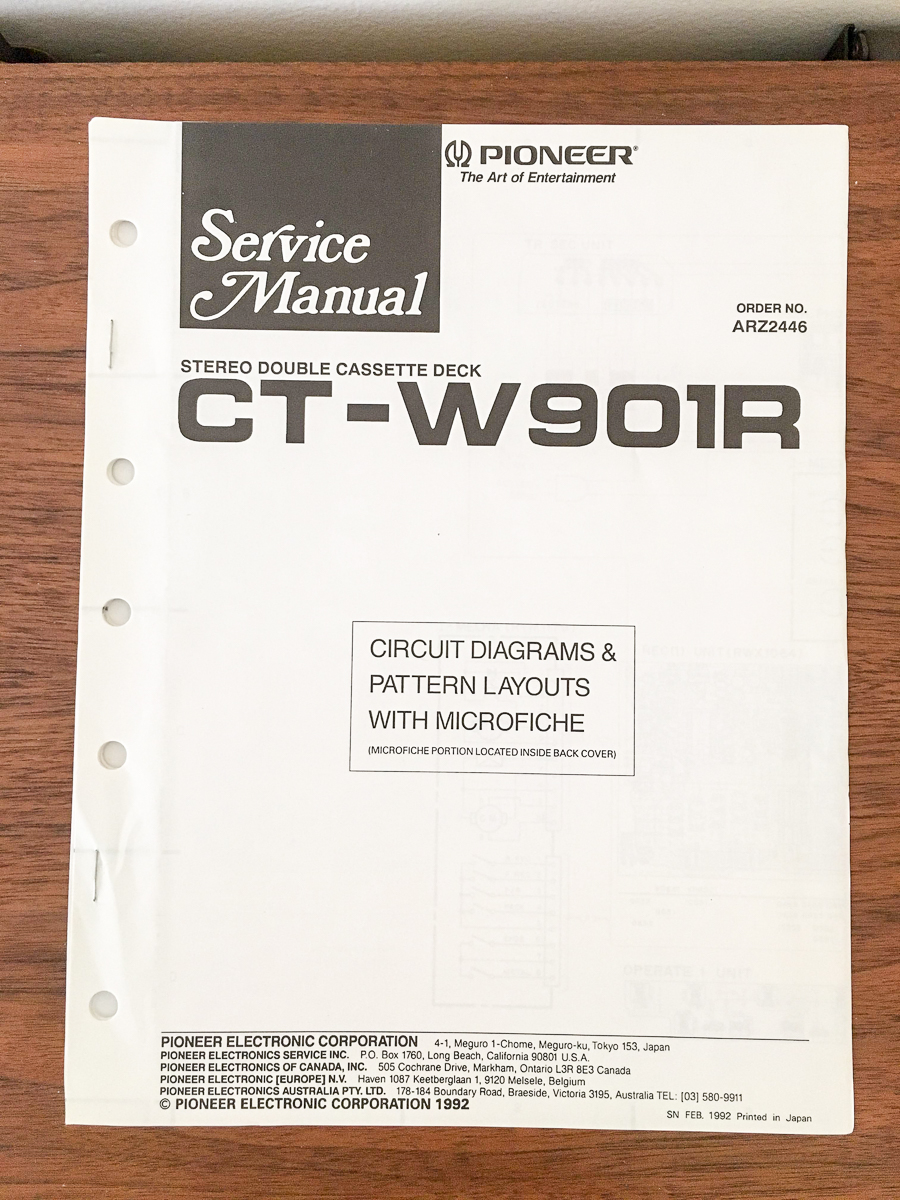 PIONEER®
The Art of Entertainment
Service
Manual
ORDER NO.
ARZ2446
STEREO DOUBLE CASSETTE DECK
CT-W901R
CIRCUIT DIAGRAMS &
PATTERN LAYOUTS
WITH MICROFICHE
(MICROFICHE PORTION LOCATED INSIDE BACK COVER)
PIONEER ELECTRONIC CORPORATION 4-1, Meguro 1-Chome, Meguro-ku, Tokyo 153, Japan
PIONEER ELECTRONICS SERVICE INC. P.O. Box 1760, Long Beach, California 90801 U.S.A.
PIONEER ELECTRONICS OF CANADA, INC. 505 Cochrane Drive, Markham, Ontario L3R 8E3 Canada
PIONEER ELECTRONIC [EUROPE] N.V. Haven 1087 Keetberglaan 1, 9120 Melsele, Belgium
PIONEER ELECTRONICS AUSTRALIA PTY. LTD. 178-184 Boundary Road, Braeside, Victoria 3195, Australia TEL: [03] 580-9911
© PIONEER ELECTRONIC CORPORATION 1992
SN FEB. 1992 Printed in Japan